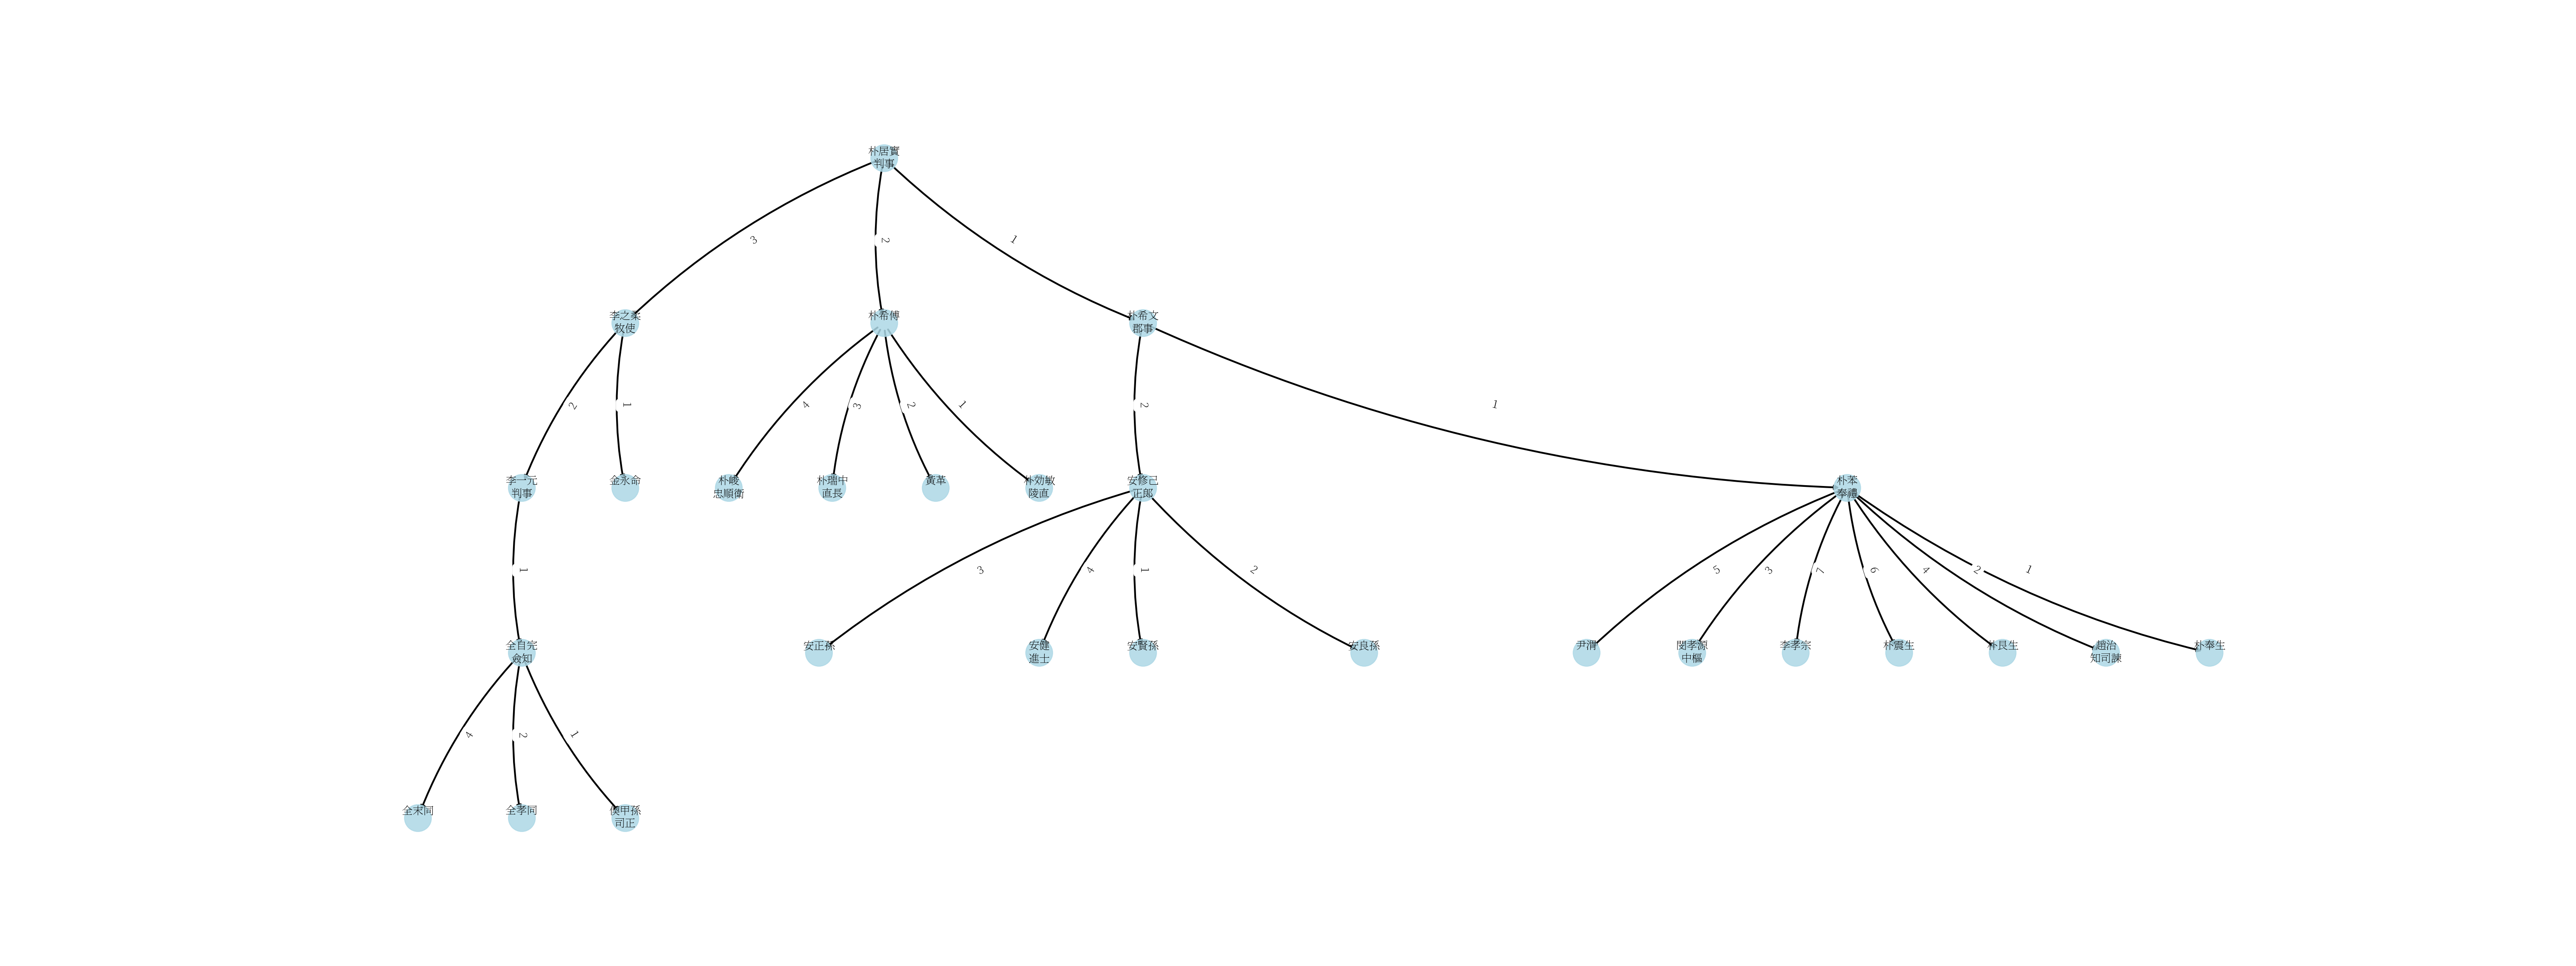 朴居實
判事
3
2
1
李之柔
牧使
朴希傅
朴希文
郡事
2
1
4
3
2
1
2
1
李一元
判事
金永命
朴峻
忠順衛
朴瑞中
直長
黃革
朴効敏
陵直
安修己
正郎
朴苯
奉禮
1
3
4
1
2
5
3
7
6
4
2
1
全自完
僉知
安正孫
安健
進士
安賢孫
安良孫
尹渭
閔孝源
中樞
李孝宗
朴震生
朴艮生
趙治
知司諫
朴奉生
4
2
1
全末同
全孝同
偰甲孫
司正